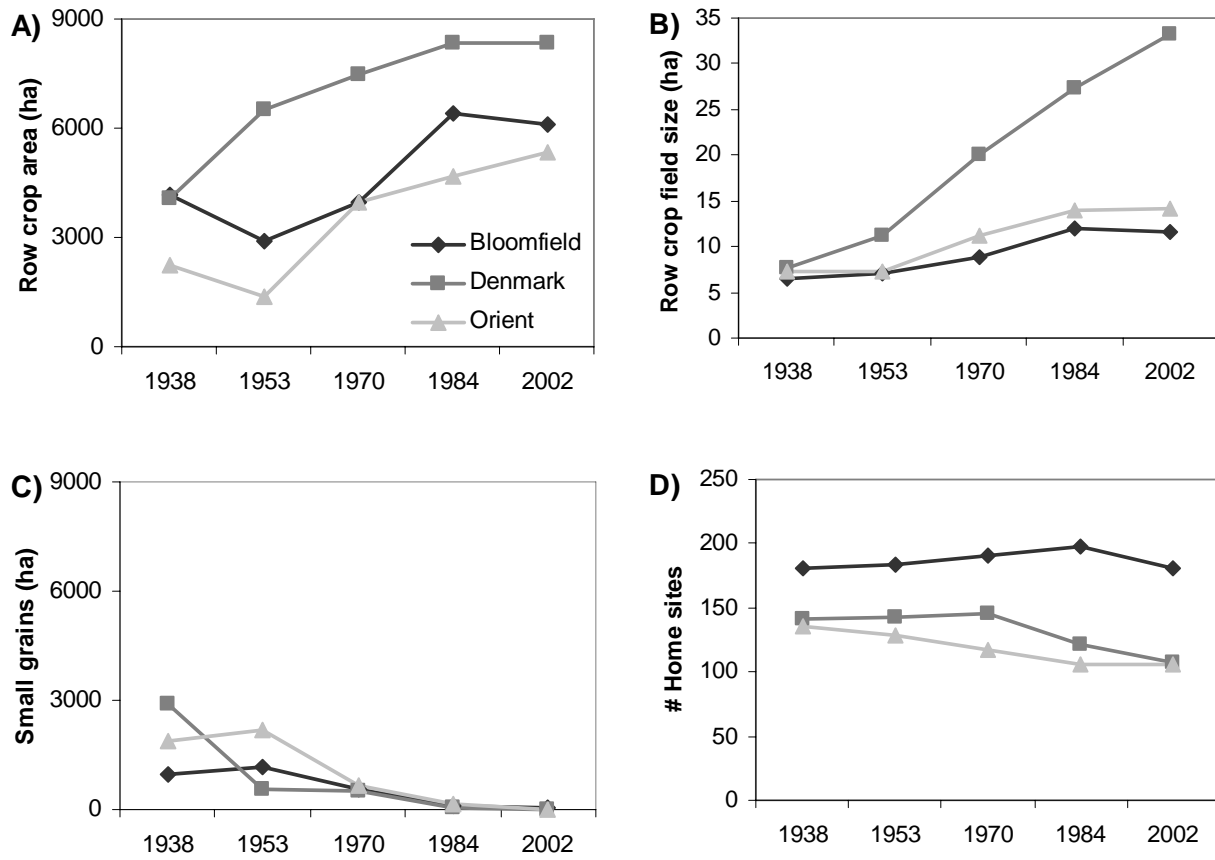 A)
Row crop area (ha)
9000
6000
3000
0
Bloomfield
Denmark
Orient
1938 1953 1970 1984 2002
B)
Row crop field size (ha)
35
30
25
20
15
10
5
0
1938 1953 1970 1984 2002
C)
Small grains (ha)
9000
6000
3000
0
1938 1953 1970 1984 2002
D)
# Home sites
250
200
150
100
50
0
1938 1953 1970 1984 2002